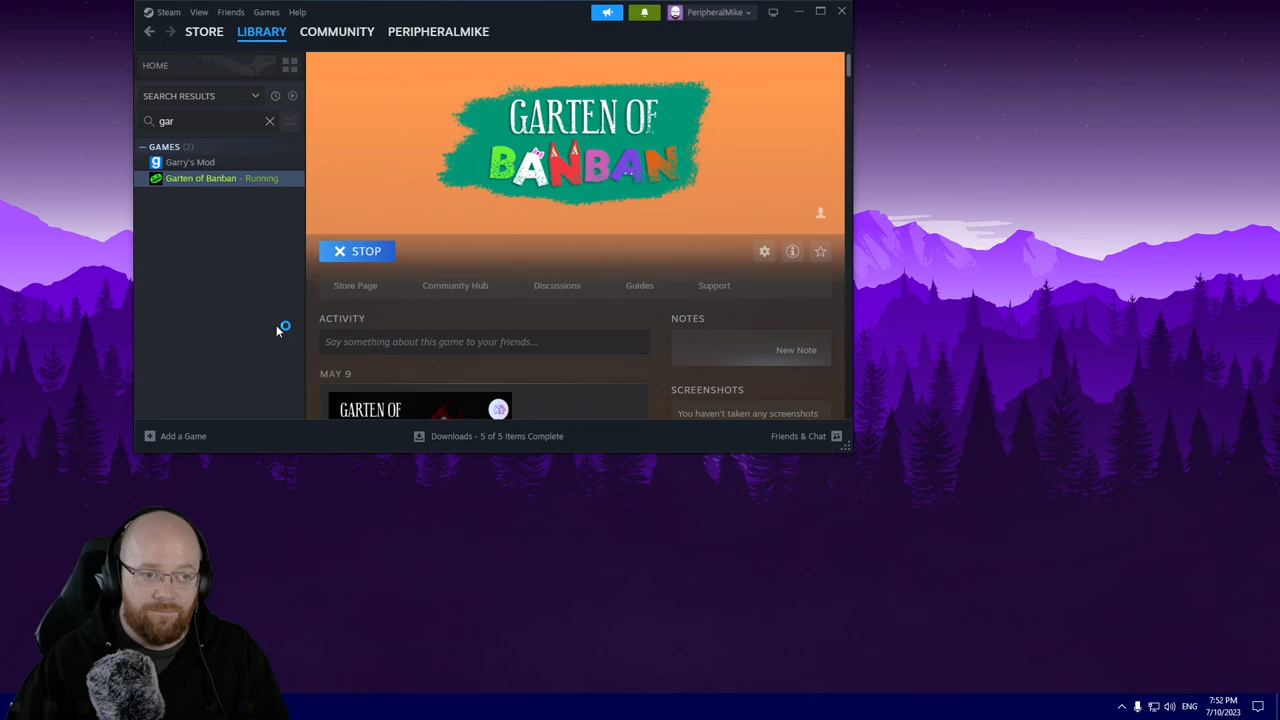 Steam View Friends Games Help
PeripheralMike
STORE LIBRARY COMMUNITY PERIPHERALMIKE
HOME
SEARCH RESULTS
gar
GAMES (2)
g Garry's Mod
Garten of Banban - Running
GARTEN OF
BANBAN
STOP
Store Page Community Hub Discussions Guides Support
ACTIVITY
Say something about this game to your friends...
MAY 9
GARTEN OF
NOTES
New Note
SCREENSHOTS
You haven't taken any screenshots
Add a Game
Downloads - 5 of 5 Items Complete
Friends & Chat
ENG
7:52 PM
7/10/2023